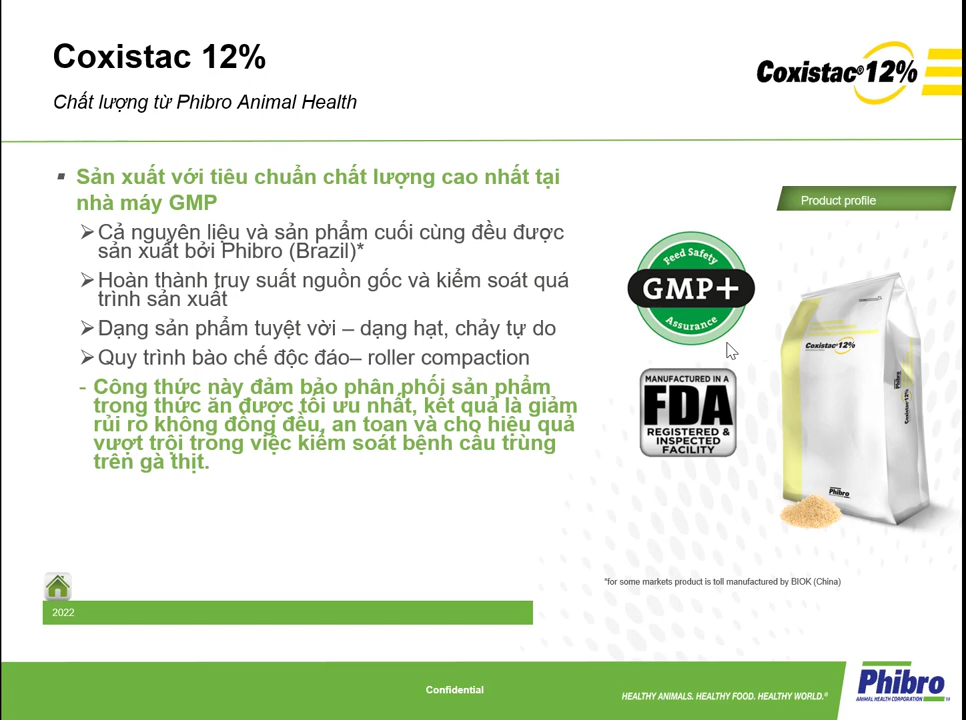 Coxistac 12%
Chất lượng từ Phibro Animal Health
Coxistac®12%
▪ Sản xuất với tiêu chuẩn chất lượng cao nhất tại
nhà máy GMP
➢Cả nguyên liệu và sản phẩm cuối cùng đều được
sản xuất bởi Phibro (Brazil)*
➢Hoàn thành truy suất nguồn gốc và kiểm soát quá
trình sản xuất
➢Dạng sản phẩm tuyệt vời – dạng hạt, chảy tự do
➢Quy trình bào chế độc đáo– roller compaction
- Công thức này đảm bảo phân phối sản phẩm
trong thức ăn được tối ưu nhất, kết quả là giảm
rủi ro không đồng đều, an toàn và cho hiệu quả
vượt trội trong việc kiểm soát bệnh cầu trùng
trên gà thịt.
Product profile
Feed Safety
GMP+
Assurance
MANUFACTURED IN A
FDA
REGISTERED &
INSPECTED
FACILITY
Coxistac®12%
Phibro
Coxistac®12%
Phibro
*for some markets product is toll manufactured by BIOK (China)
2022
Confidential
HEALTHY ANIMALS. HEALTHY FOOD. HEALTHY WORLD.®
Phibro
ANIMAL HEALTH CORPORATION